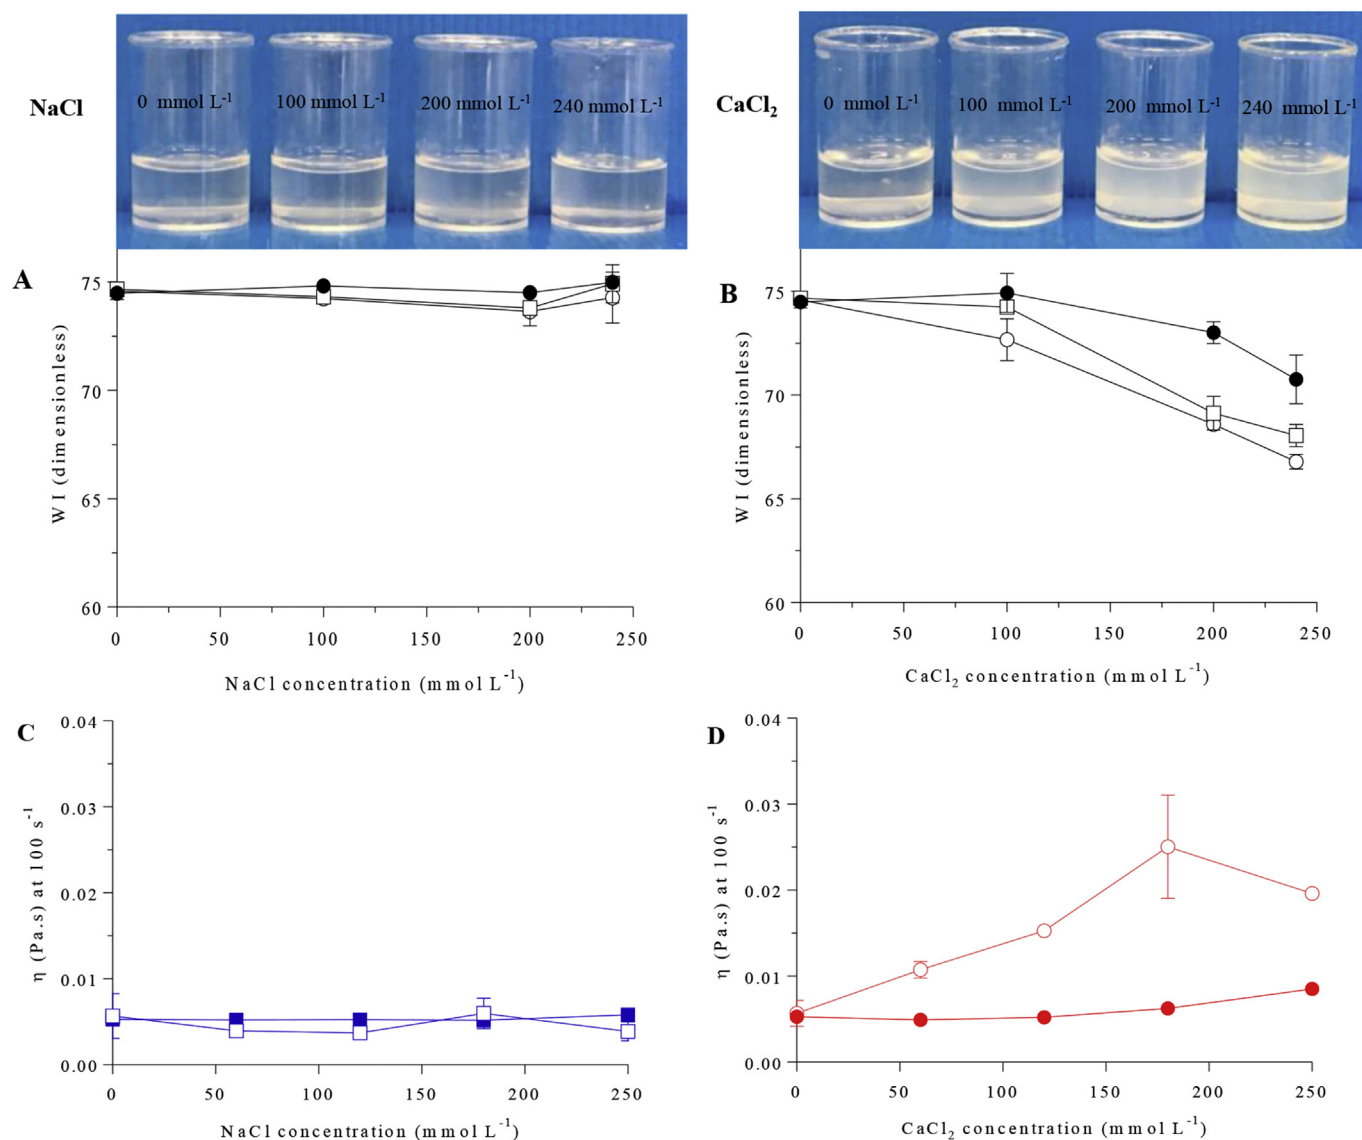 NaCl
0 mmol L⁻¹
100 mmol L⁻¹
200 mmol L⁻¹
240 mmol L⁻¹
CaCl₂
0 mmol L⁻¹
100 mmol L⁻¹
200 mmol L⁻¹
240 mmol L⁻¹
A
75
70
65
60
WI (dimensionless)
0 50 100 150 200 250
NaCl concentration (mmol L⁻¹)
B
75
70
65
60
WI (dimensionless)
0 50 100 150 200 250
CaCl₂ concentration (mmol L⁻¹)
C
0.04
0.03
0.02
0.01
0.00
η (Pa.s) at 100 s⁻¹
0 50 100 150 200 250
NaCl concentration (mmol L⁻¹)
D
0.04
0.03
0.02
0.01
0.00
η (Pa.s) at 100 s⁻¹
0 50 100 150 200 250
CaCl₂ concentration (mmol L⁻¹)